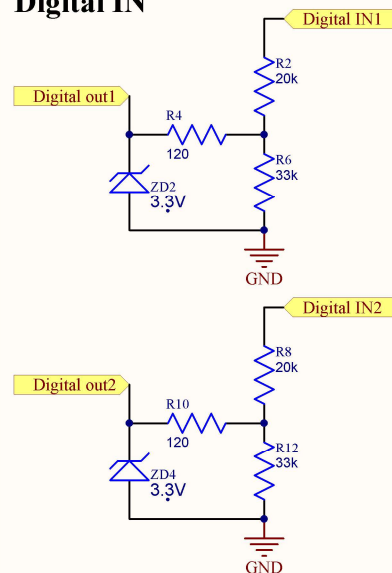 Digital IN
Digital IN1
R2
20k
Digital out1
R4
120
R6
33k
ZD2
3.3V
GND
Digital IN2
R8
20k
Digital out2
R10
120
R12
33k
ZD4
3.3V
GND